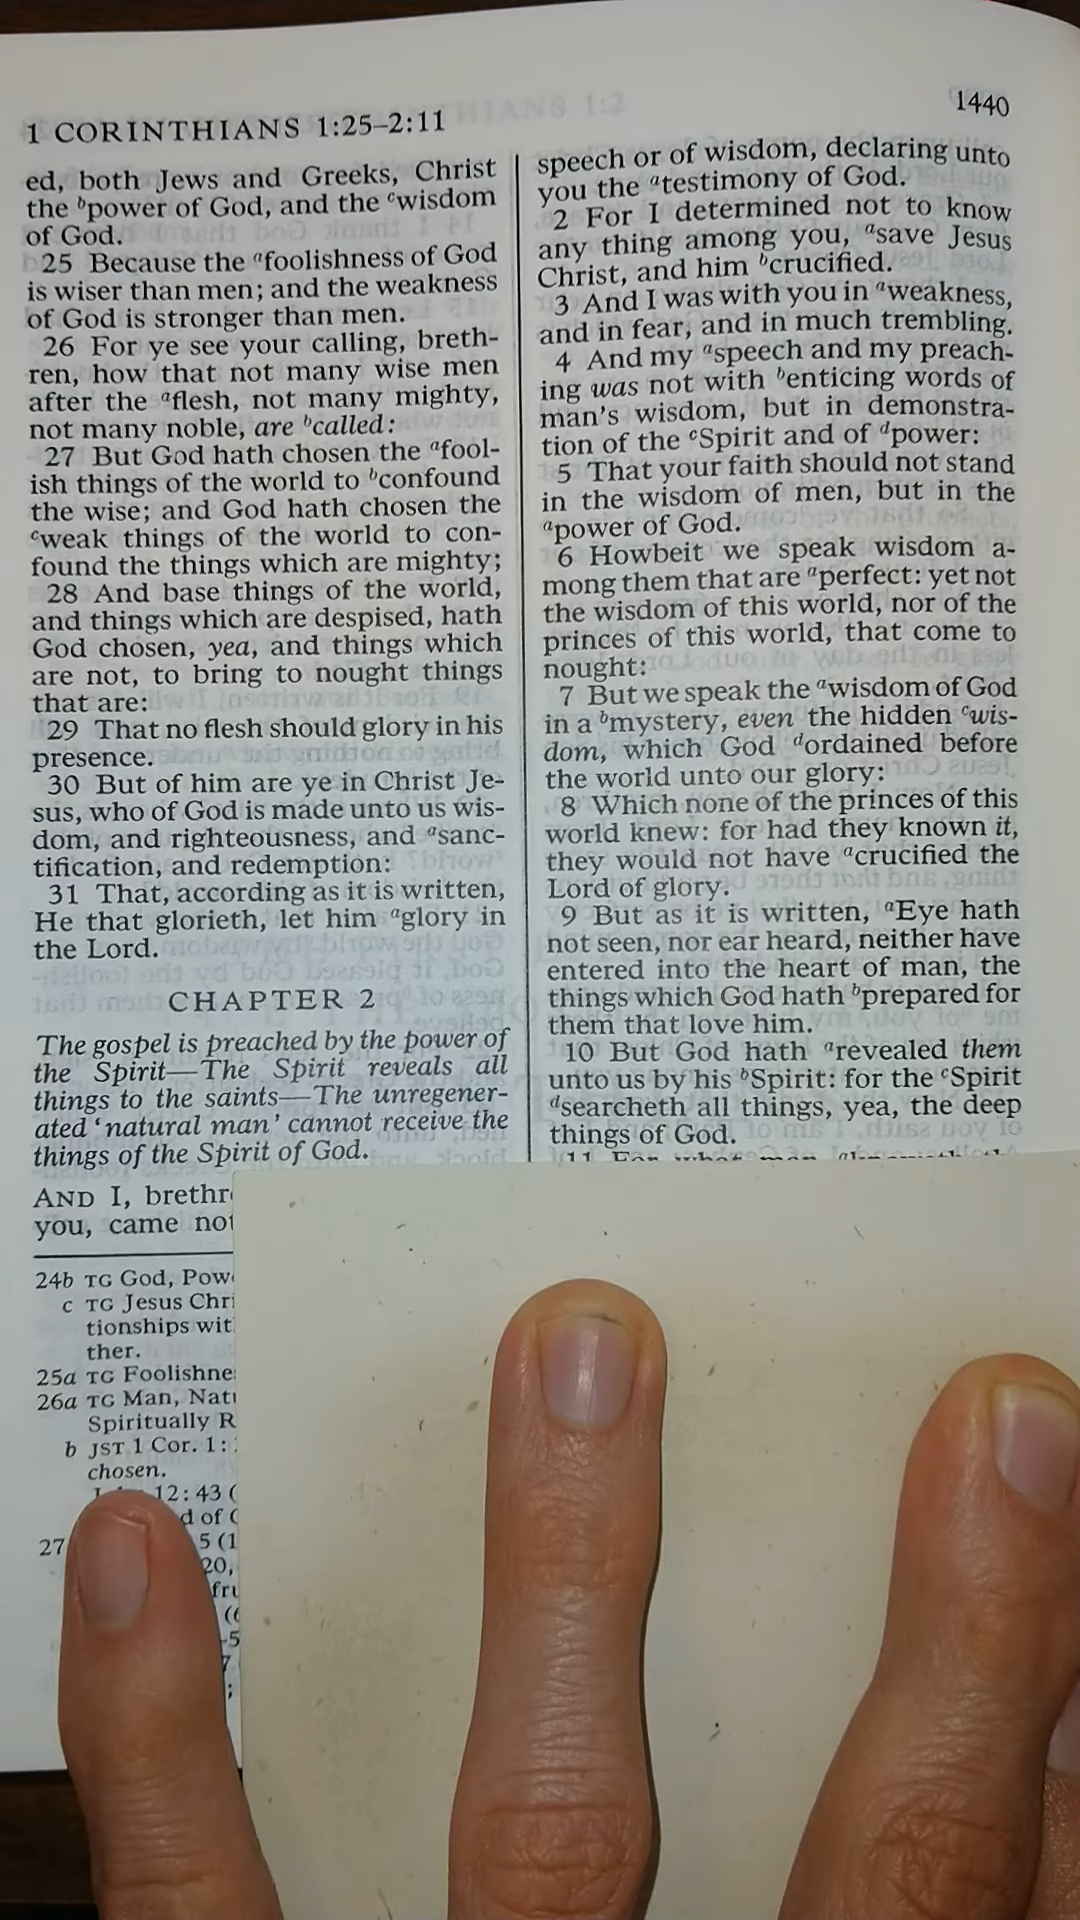 1 CORINTHIANS 1:25–2:11
1440
ed, both Jews and Greeks, Christ
the bpower of God, and the cwisdom
of God.
25 Because the afoolishness of God
is wiser than men; and the weakness
of God is stronger than men.
26 For ye see your calling, breth-
ren, how that not many wise men
after the aflesh, not many mighty,
not many noble, are bcalled:
27 But God hath chosen the afool-
ish things of the world to bconfound
the wise; and God hath chosen the
cweak things of the world to con-
found the things which are mighty;
28 And base things of the world,
and things which are despised, hath
God chosen, yea, and things which
are not, to bring to nought things
that are:
29 That no flesh should glory in his
presence.
30 But of him are ye in Christ Je-
sus, who of God is made unto us wis-
dom, and righteousness, and asanc-
tification, and redemption:
31 That, according as it is written,
He that glorieth, let him aglory in
the Lord.
CHAPTER 2
The gospel is preached by the power of
the Spirit—The Spirit reveals all
things to the saints—The unregener-
ated ‘natural man’ cannot receive the
things of the Spirit of God.
AND I, brethr
you, came not
speech or of wisdom, declaring unto
you the atestimony of God.
2 For I determined not to know
any thing among you, asave Jesus
Christ, and him bcrucified.
3 And I was with you in aweakness,
and in fear, and in much trembling.
4 And my aspeech and my preach-
ing was not with benticing words of
man's wisdom, but in demonstra-
tion of the cSpirit and of dpower:
5 That your faith should not stand
in the wisdom of men, but in the
apower of God.
6 Howbeit we speak wisdom a-
mong them that are aperfect: yet not
the wisdom of this world, nor of the
princes of this world, that come to
nought:
7 But we speak the awisdom of God
in a bmystery, even the hidden cwis-
dom, which God dordained before
the world unto our glory:
8 Which none of the princes of this
world knew: for had they known it,
they would not have acrucified the
Lord of glory.
9 But as it is written, aEye hath
not seen, nor ear heard, neither have
entered into the heart of man, the
things which God hath bprepared for
them that love him.
10 But God hath arevealed them
unto us by his bSpirit: for the cSpirit
dsearcheth all things, yea, the deep
things of God.
24b TG God, Pow
c TG Jesus Chri
tionships wit
ther.
25a TG Foolishne
26a TG Man, Natu
Spiritually R
b JST 1 Cor. 1:
chosen.
12:43 (
d of G
27
5 (1
20,
fru